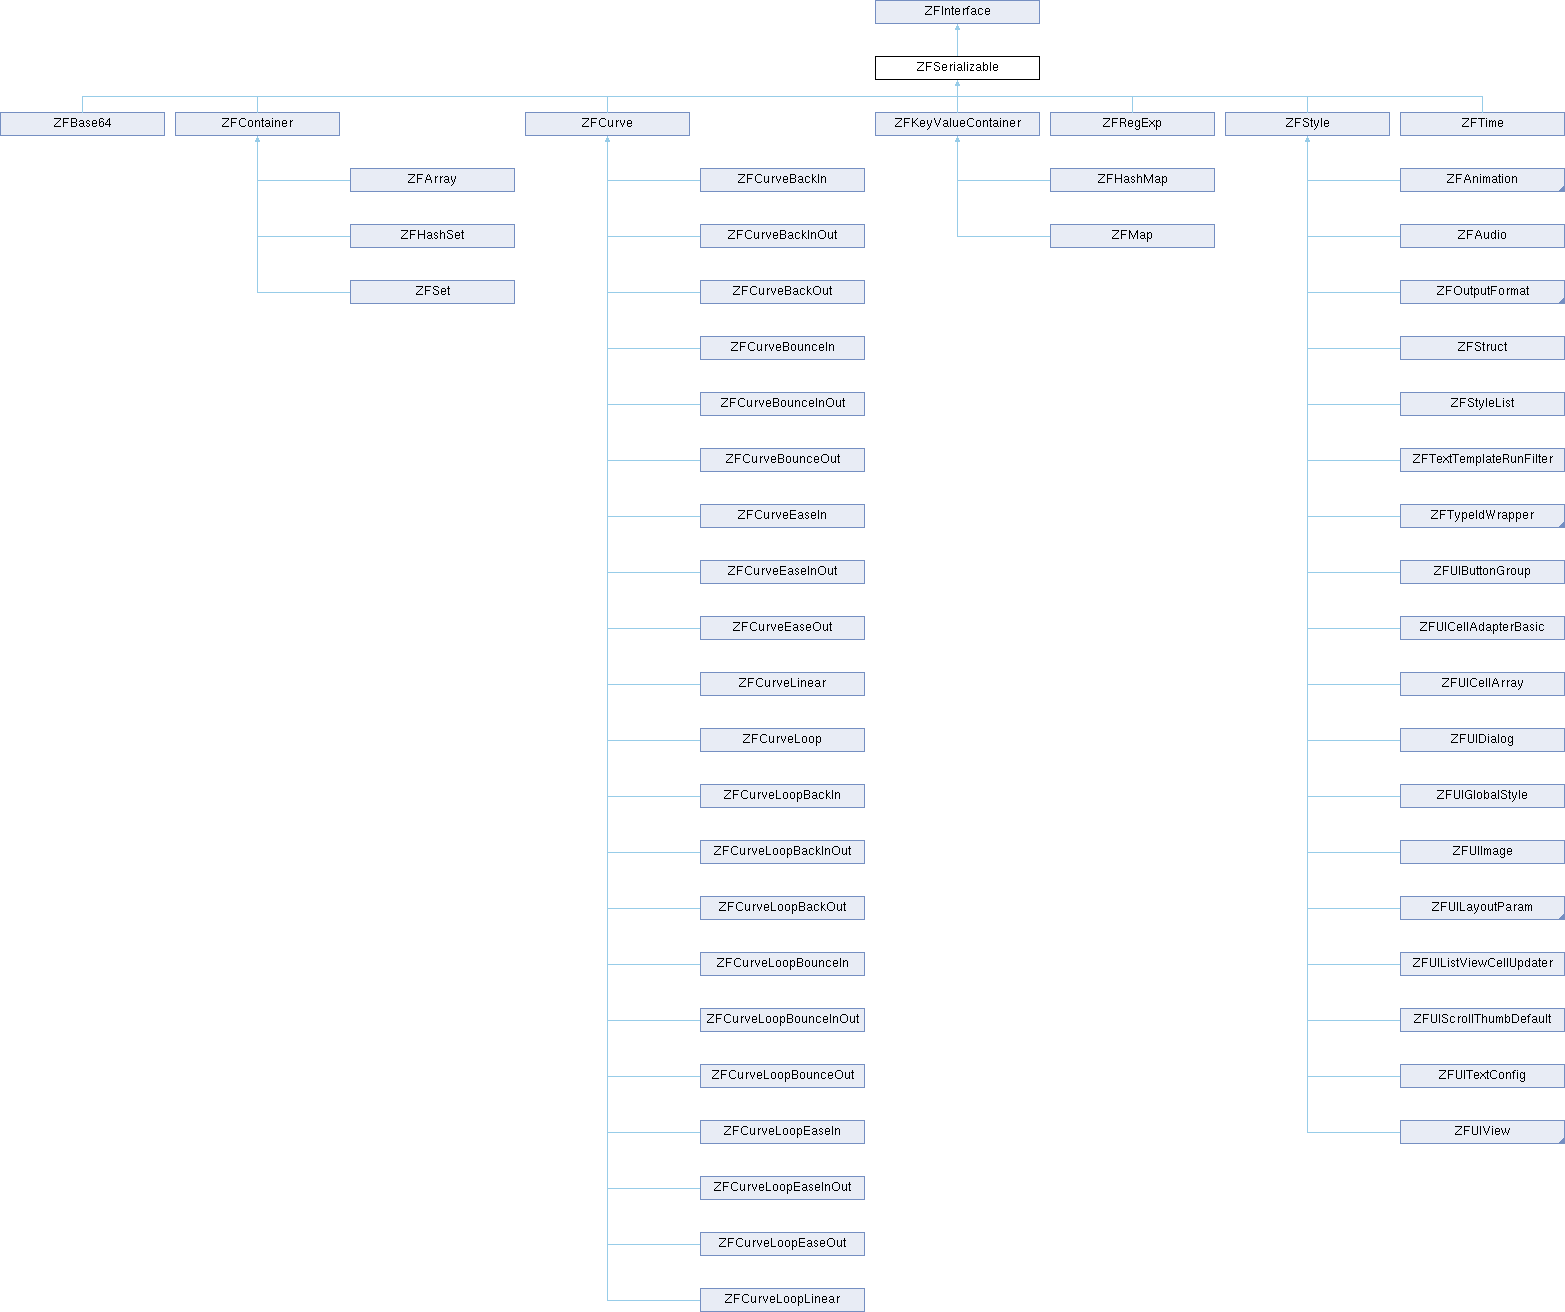 ZFInterface
ZFSerializable
ZFBase64
ZFContainer
ZFCurve
ZFKeyValueContainer
ZFRegExp
ZFStyle
ZFTime
ZFArray
ZFHashSet
ZFSet
ZFCurveBackIn
ZFCurveBackInOut
ZFCurveBackOut
ZFCurveBounceIn
ZFCurveBounceInOut
ZFCurveBounceOut
ZFCurveEaseIn
ZFCurveEaseInOut
ZFCurveEaseOut
ZFCurveLinear
ZFCurveLoop
ZFCurveLoopBackIn
ZFCurveLoopBackInOut
ZFCurveLoopBackOut
ZFCurveLoopBounceIn
ZFCurveLoopBounceInOut
ZFCurveLoopBounceOut
ZFCurveLoopEaseIn
ZFCurveLoopEaseInOut
ZFCurveLoopEaseOut
ZFCurveLoopLinear
ZFHashMap
ZFMap
ZFAnimation
ZFAudio
ZFOutputFormat
ZFStruct
ZFStyleList
ZFTextTemplateRunFilter
ZFTypeIdWrapper
ZFUIButtonGroup
ZFUICellAdapterBasic
ZFUICellArray
ZFUIDialog
ZFUIGlobalStyle
ZFUIImage
ZFUILayoutParam
ZFUIListViewCellUpdater
ZFUIScrollThumbDefault
ZFUITextConfig
ZFUIView